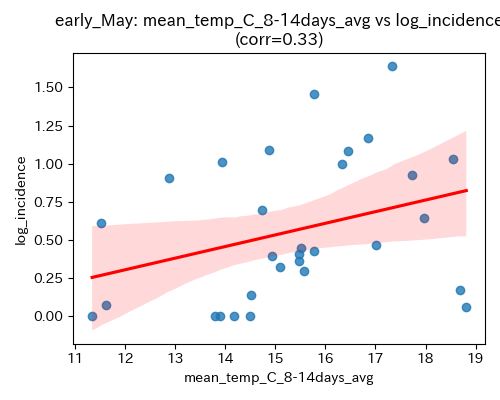 early_May: mean_temp_C_8-14days_avg vs log_incidence
(corr=0.33)
1.50
1.25
1.00
0.75
0.50
0.25
0.00
log_incidence
11 12 13 14 15 16 17 18 19
mean_temp_C_8-14days_avg